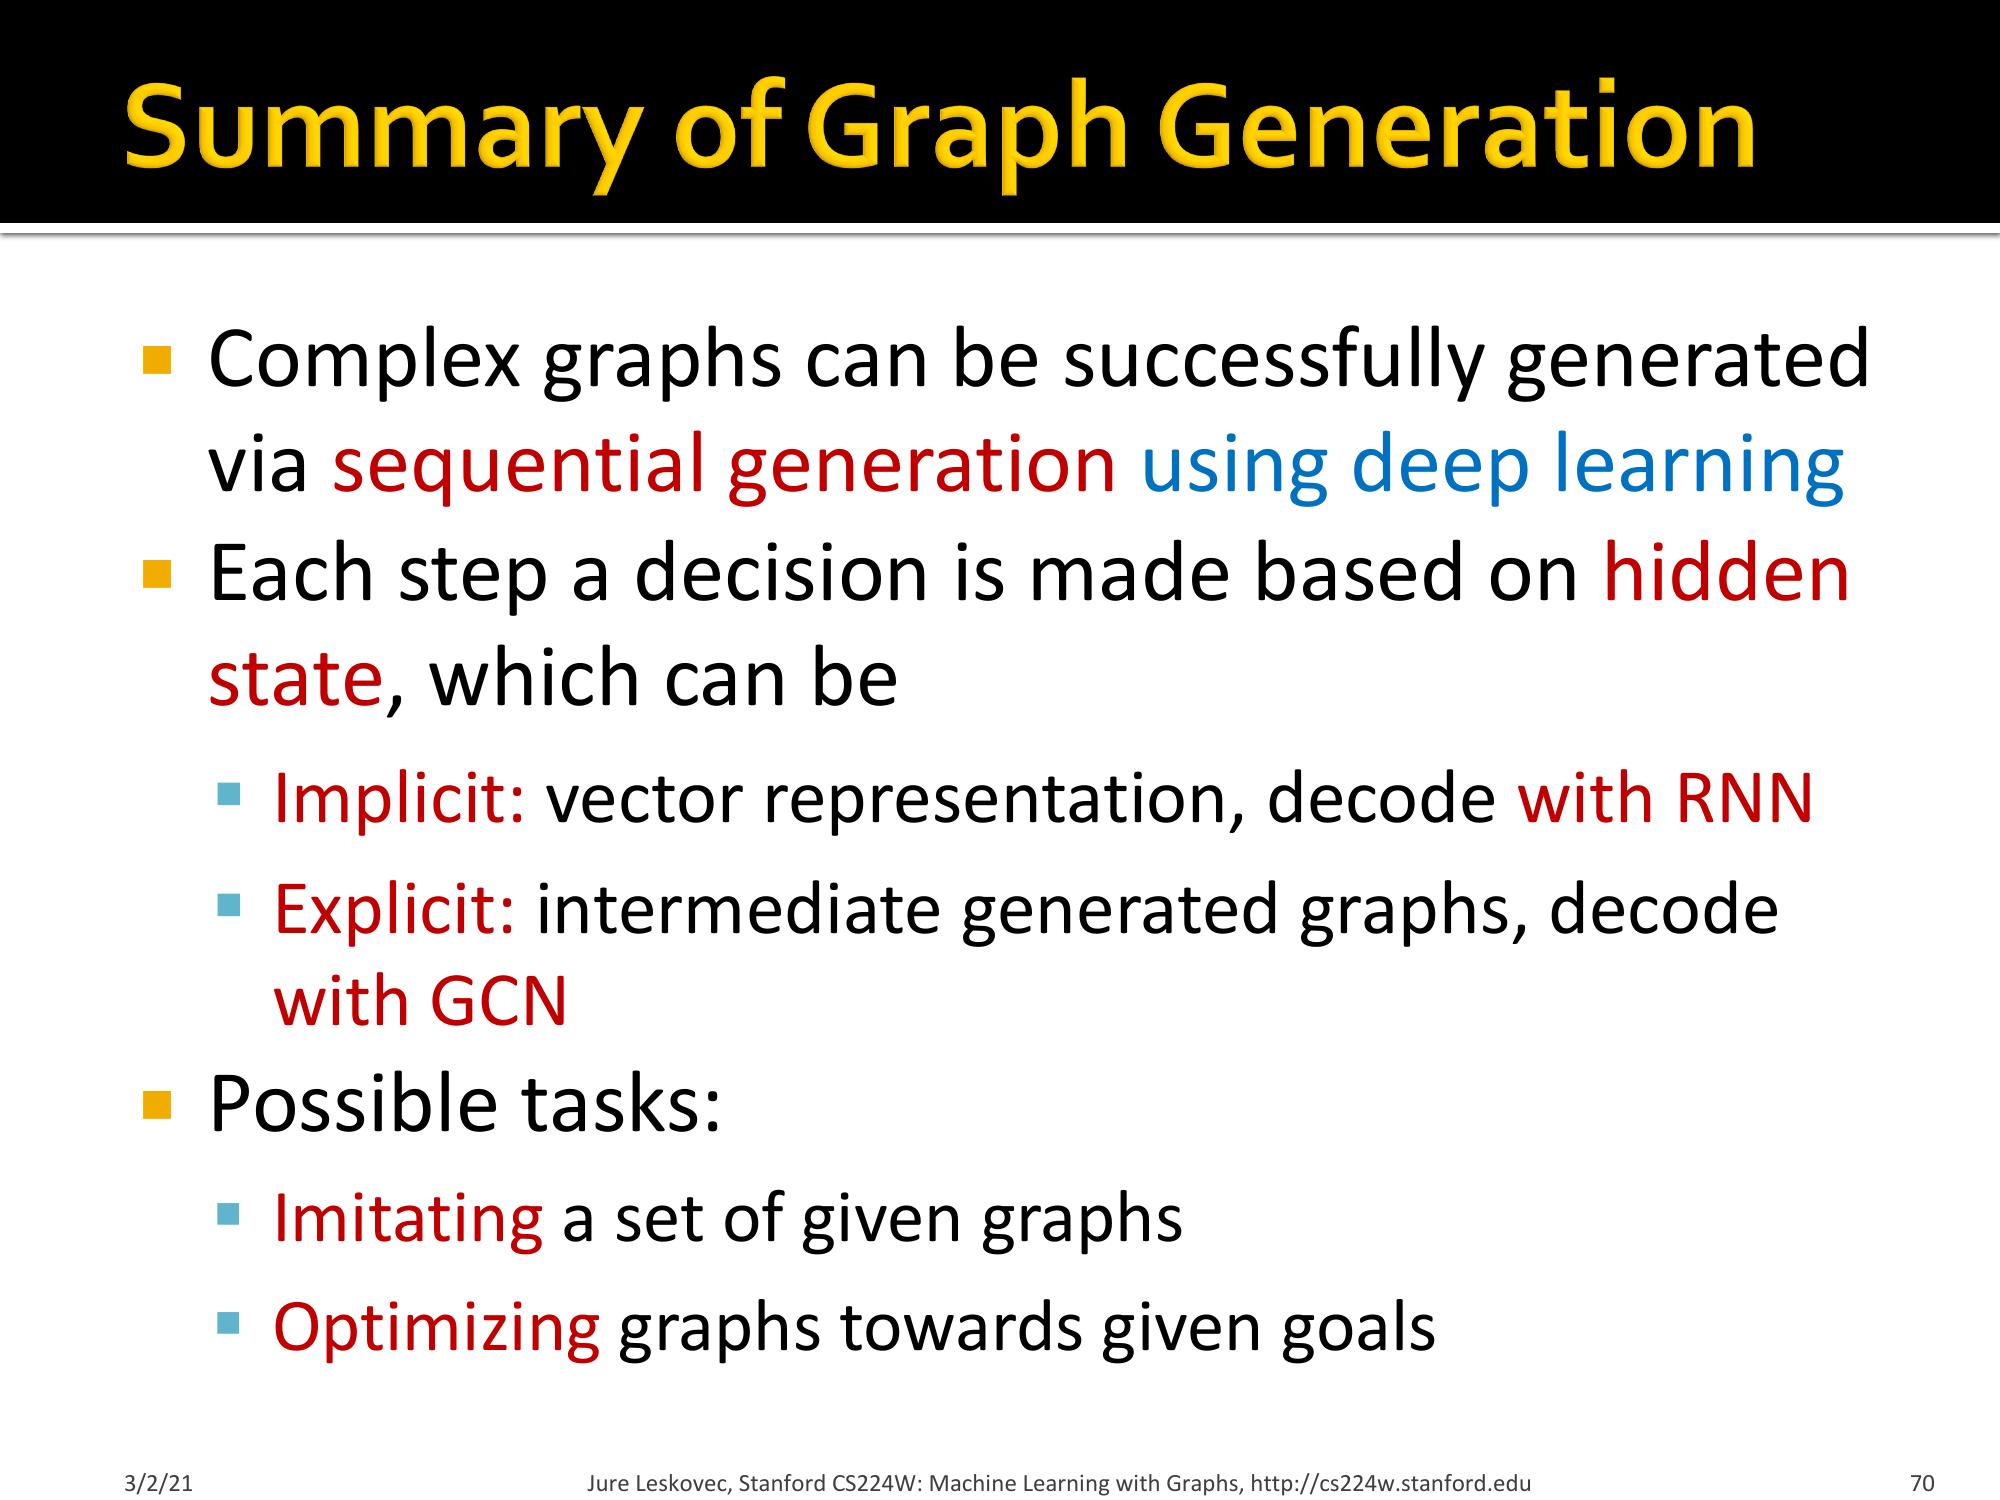 Summary of Graph Generation
Complex graphs can be successfully generated
via sequential generation using deep learning
Each step a decision is made based on hidden
state, which can be
Implicit: vector representation, decode with RNN
Explicit: intermediate generated graphs, decode
with GCN
Possible tasks:
Imitating a set of given graphs
Optimizing graphs towards given goals
3/2/21
Jure Leskovec, Stanford CS224W: Machine Learning with Graphs, http://cs224w.stanford.edu
70